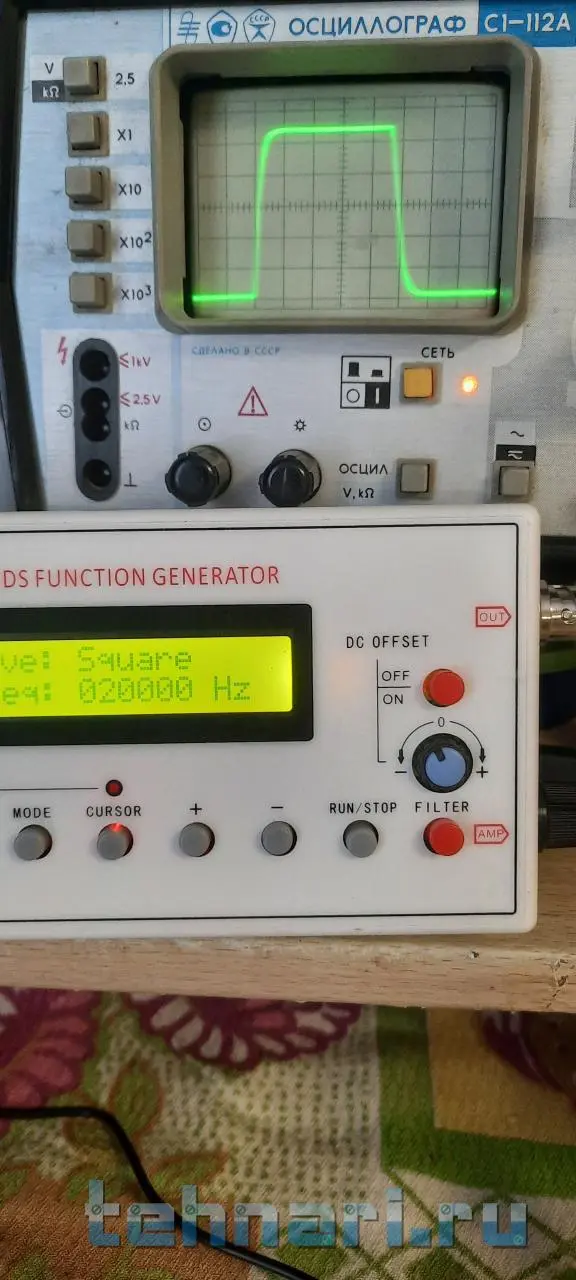 СССР
ОСЦИЛЛОГРАФ С1-112А
V
kΩ
2,5
X1
X10
X10²
X10³
≤1kV
СДЕЛАНО В СССР
СЕТЬ
≤2.5V
kΩ
⊥
ОСЦИЛ
V, kΩ
DS FUNCTION GENERATOR
OUT
DC OFFSET
ve: Square
OFF
eq: 020000 Hz
ON
0
− +
MODE CURSOR + − RUN/STOP FILTER
AMP
tehnari.ru